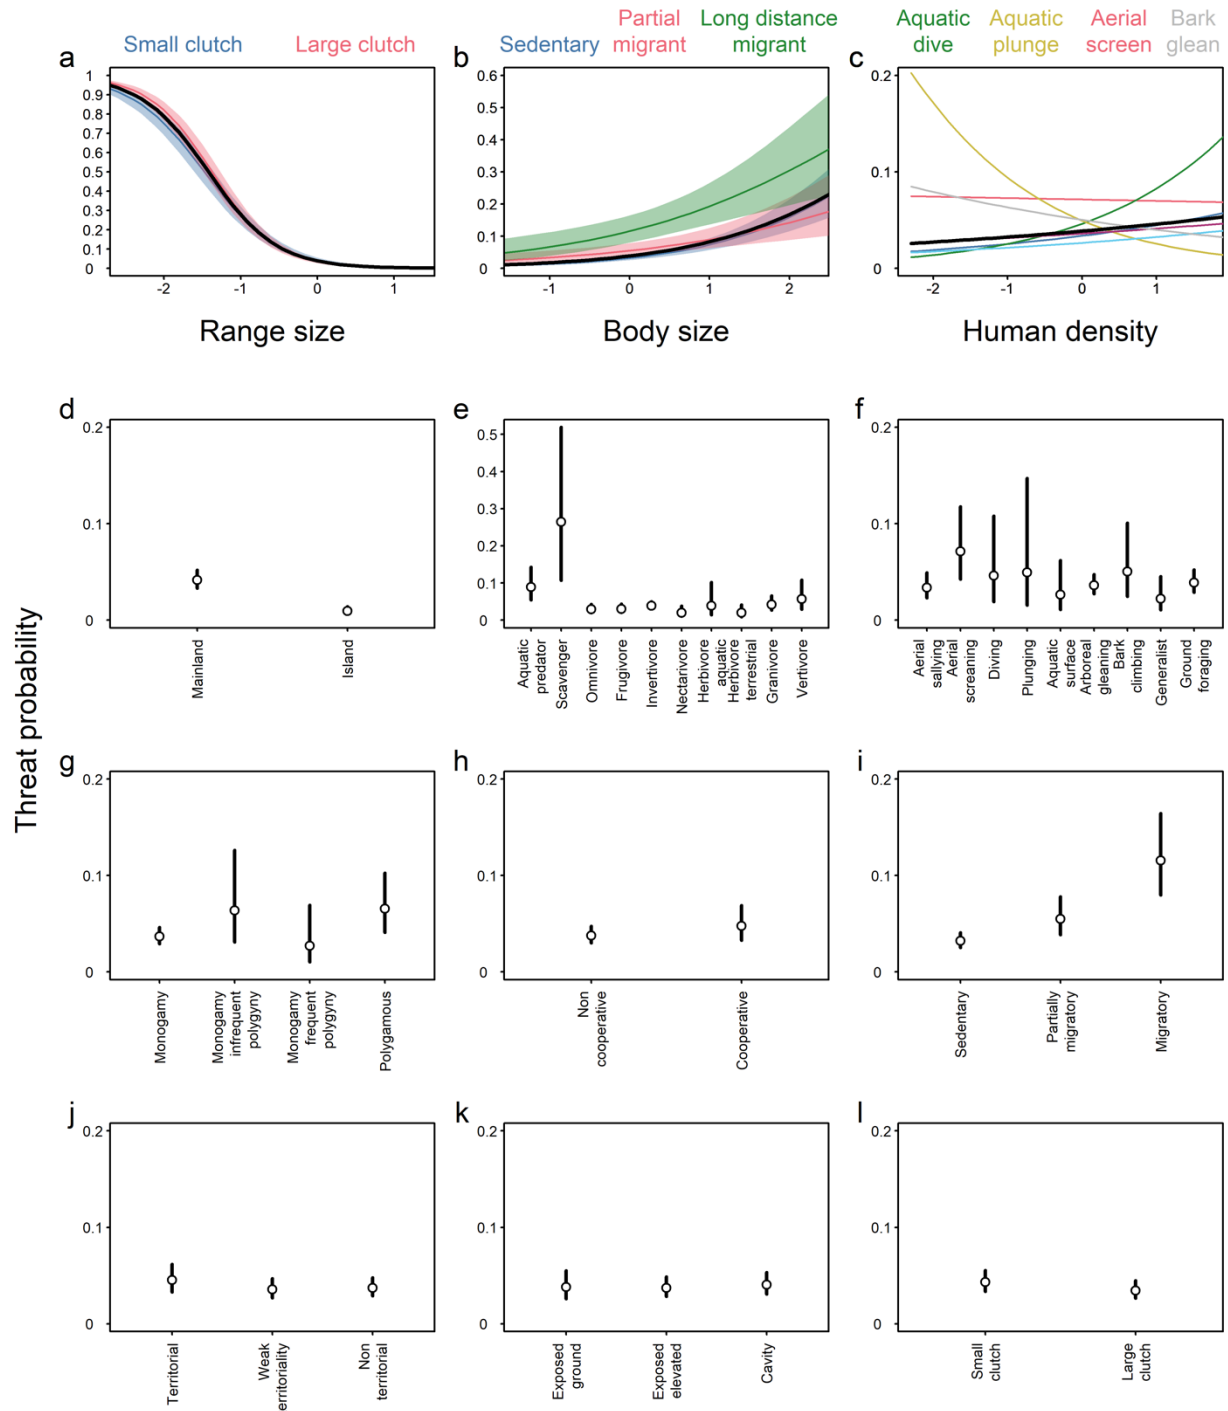 Small clutch
Large clutch
Sedentary
Partial
migrant
Long distance
migrant
Aquatic
dive
Aquatic
plunge
Aerial
screen
Bark
glean
a
1
0.9
0.8
0.7
0.6
0.5
0.4
0.3
0.2
0.1
0
-2
-1
0
1
Range size
b
0.6
0.5
0.4
0.3
0.2
0.1
0
-1
0
1
2
Body size
c
0.2
0.1
0
-2
-1
0
1
Human density
Threat probability
d
0.2
0.1
0
Mainland
Island
e
0.5
0.4
0.3
0.2
0.1
0
Aquatic
predator
Scavenger
Omnivore
Frugivore
Invertivore
Nectarivore
Herbivore
aquatic
Herbivore
terrestrial
Granivore
Vertivore
f
0.2
0.1
0
Aerial
sallying
Aerial
screaning
Diving
Plunging
Aquatic
surface
Arboreal
gleaning
Bark
climbing
Generalist
Ground
foraging
g
0.2
0.1
0
Monogamy
Monogamy
infrequent
polygyny
Monogamy
frequent
polygyny
Polygamous
h
0.2
0.1
0
Non
cooperative
Cooperative
i
0.2
0.1
0
Sedentary
Partially
migratory
Migratory
j
0.2
0.1
0
Territorial
Weak
erritoriality
Non
territorial
k
0.2
0.1
0
Exposed
ground
Exposed
elevated
Cavity
l
0.2
0.1
0
Small
clutch
Large
clutch